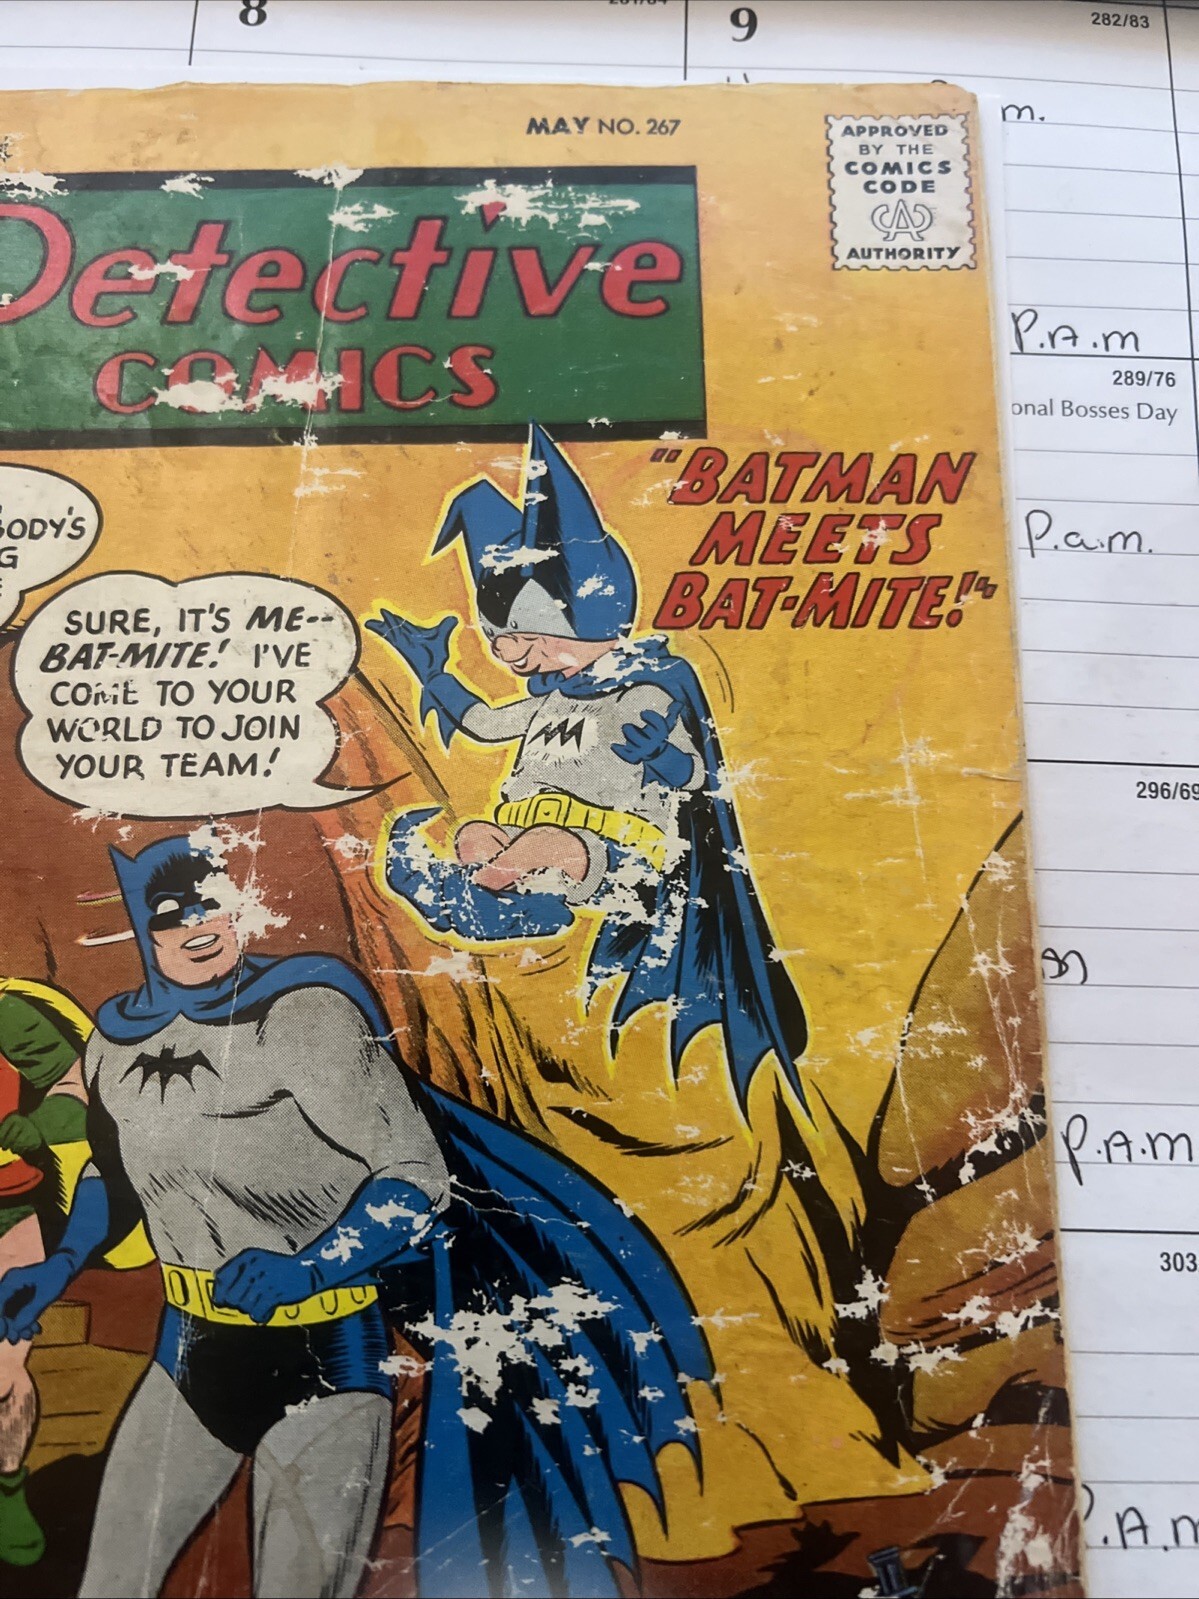 8
9
282/83
m.
MAY NO. 267
APPROVED
BY THE
COMICS
CODE
CA
AUTHORITY
Detective
COMICS
P.A.m
289/76
onal Bosses Day
"BATMAN
MEETS
BAT-MITE!"
BODY'S
G
P.a.m.
SURE, IT'S ME--
BAT-MITE! I'VE
COME TO YOUR
WORLD TO JOIN
YOUR TEAM!
296/69
P.A.M
303
P.A.m